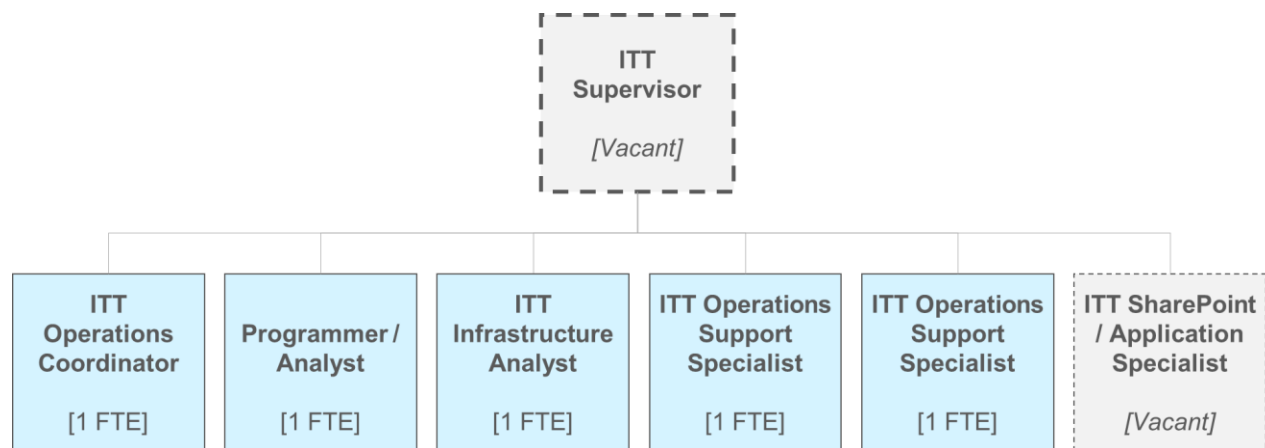 ITT
Supervisor
[Vacant]
ITT
Operations
Coordinator
[1 FTE]
Programmer /
Analyst
[1 FTE]
ITT
Infrastructure
Analyst
[1 FTE]
ITT Operations
Support
Specialist
[1 FTE]
ITT Operations
Support
Specialist
[1 FTE]
ITT SharePoint
/ Application
Specialist
[Vacant]